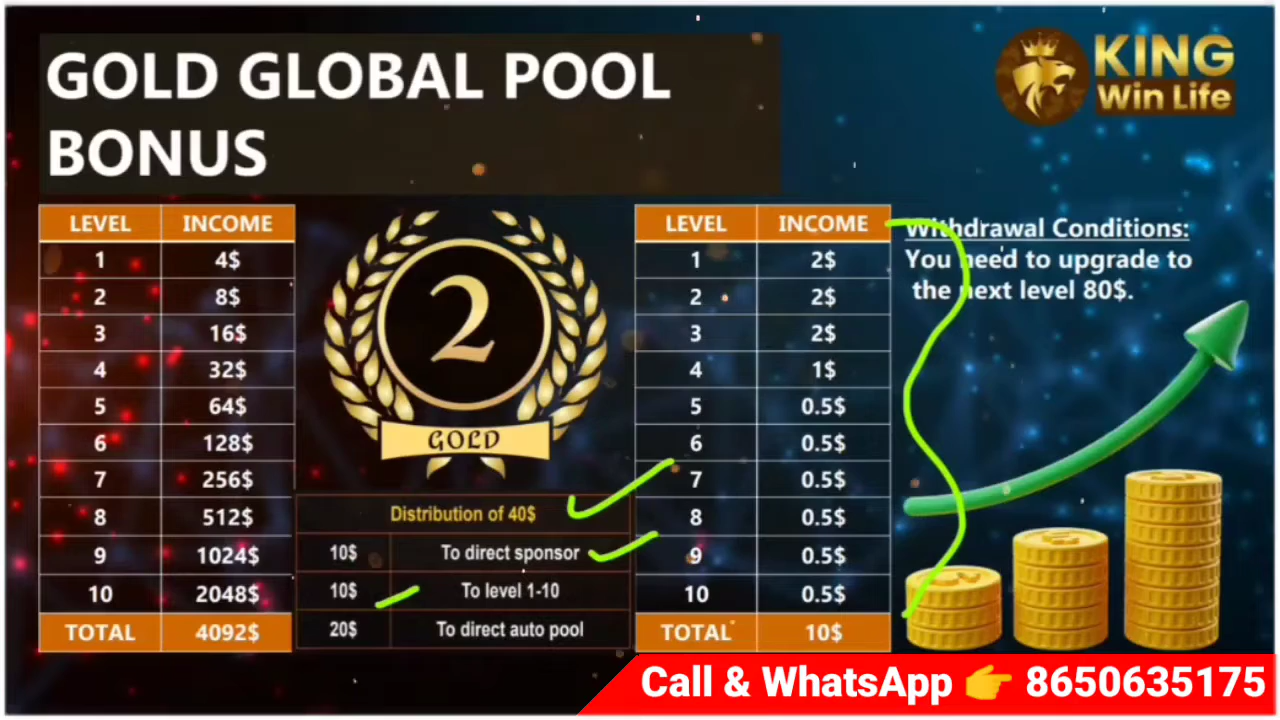 GOLD GLOBAL POOL
BONUS
KING
Win Life
LEVEL INCOME
1 4$
2 8$
3 16$
4 32$
5 64$
6 128$
7 256$
8 512$
9 1024$
10 2048$
TOTAL 4092$
2
GOLD
Distribution of 40$
10$ To direct sponsor
10$ To level 1-10
20$ To direct auto pool
LEVEL INCOME
1 2$
2 2$
3 2$
4 1$
5 0.5$
6 0.5$
7 0.5$
8 0.5$
9 0.5$
10 0.5$
TOTAL 10$
Withdrawal Conditions:
You need to upgrade to
the next level 80$.
Call & WhatsApp 👉 8650635175